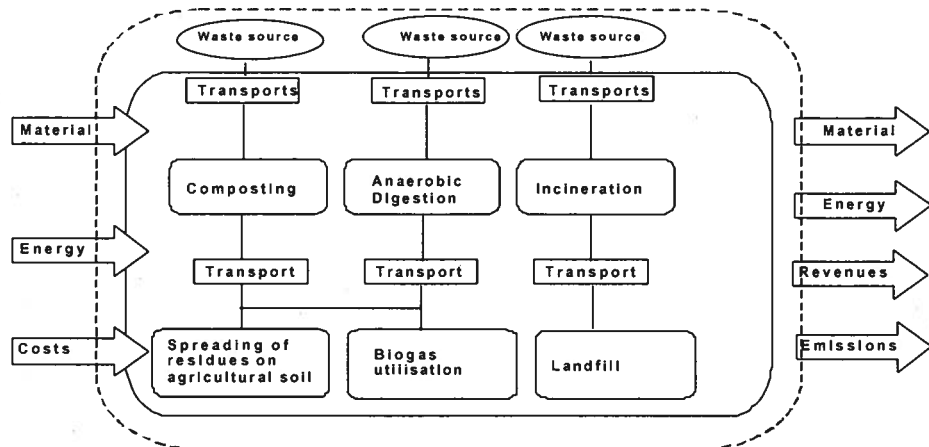 Waste source
Waste source
Waste source
Transports
Transports
Transports
Material
Material
Composting
Anaerobic
Digestion
Incineration
Energy
Energy
Transport
Transport
Transport
Revenues
Costs
Spreading of
residues on
agricultural soil
Biogas
utilisation
Landfill
Emissions